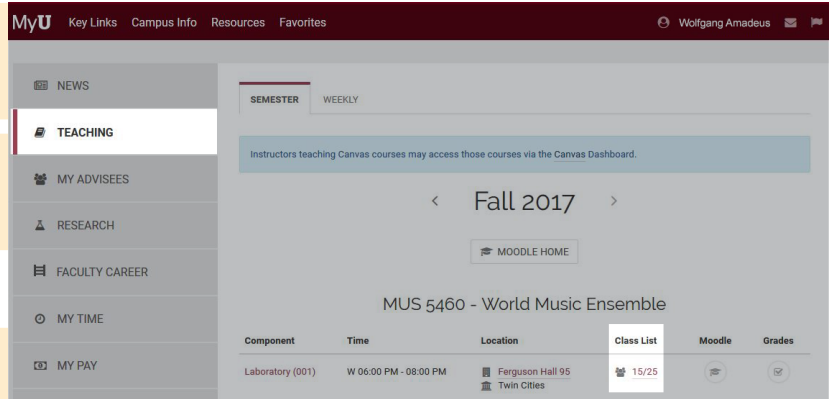 MyU Key Links Campus Info Resources Favorites Wolfgang Amadeus
NEWS
TEACHING
MY ADVISEES
RESEARCH
FACULTY CAREER
MY TIME
MY PAY
SEMESTER WEEKLY
Instructors teaching Canvas courses may access those courses via the Canvas Dashboard.
< Fall 2017 >
MOODLE HOME
MUS 5460 - World Music Ensemble
Component Time Location Class List Moodle Grades
Laboratory (001) W 06:00 PM - 08:00 PM Ferguson Hall 95 15/25
Twin Cities